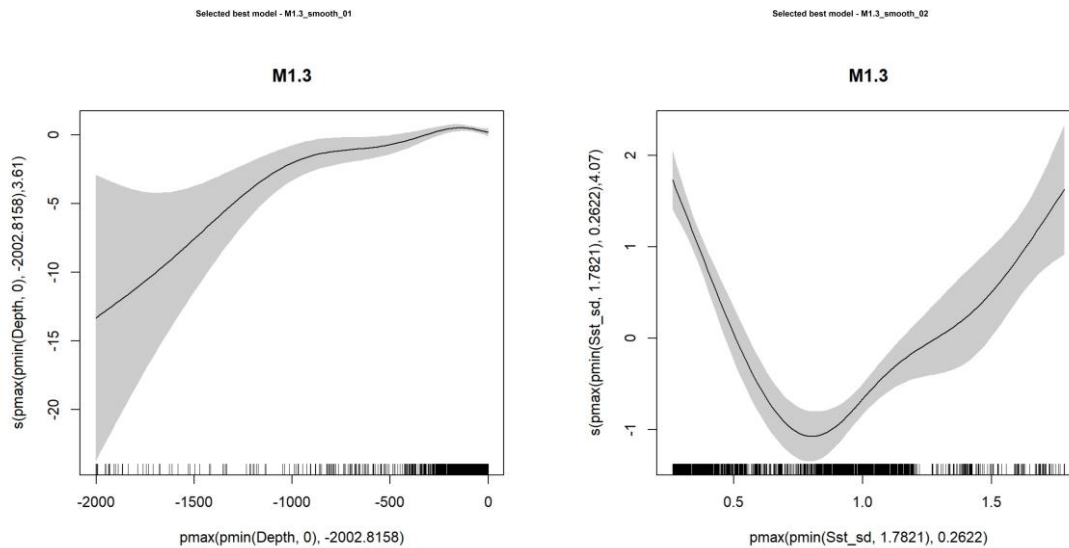 Selected best model - M1.3_smooth_01
M1.3
s(pmax(pmin(Depth, 0), -2002.8158),3.61)
0
-5
-10
-15
-20
-2000
-1500
-1000
-500
0
pmax(pmin(Depth, 0), -2002.8158)
Selected best model - M1.3_smooth_02
M1.3
s(pmax(pmin(Sst_sd, 1.7821), 0.2622),4.07)
2
1
0
-1
0.5
1.0
1.5
pmax(pmin(Sst_sd, 1.7821), 0.2622)